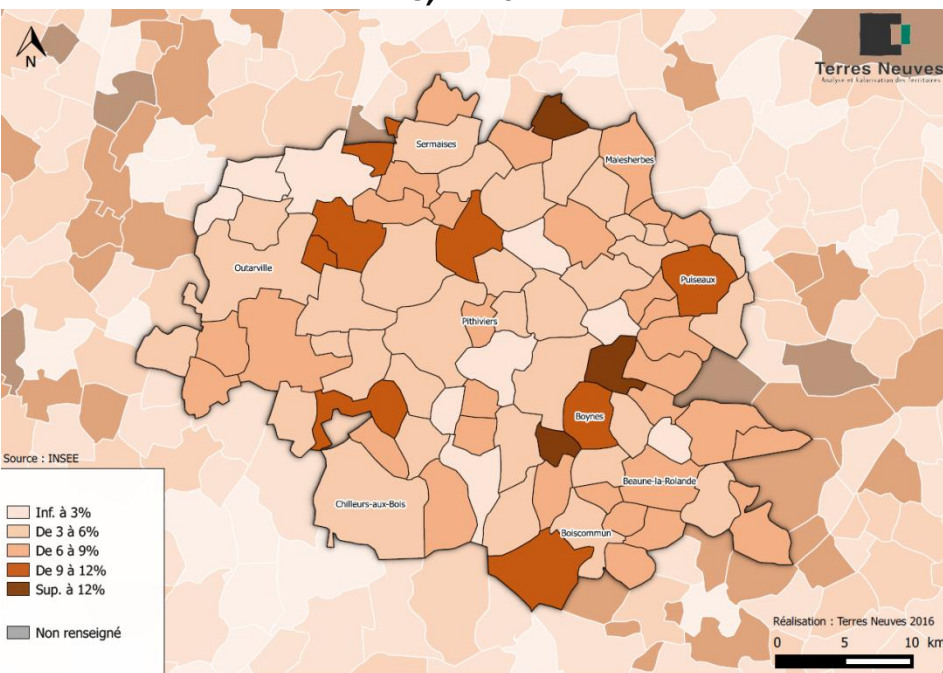 N
Terres Neuves
Analyse et Valorisation des Territoires
Sermaises
Malesherbes
Outarville
Puiseaux
Pithiviers
Boynes
Source : INSEE
Beaune-la-Rolande
Chilleurs-aux-Bois
Boiscommun
Inf. à 3%
De 3 à 6%
De 6 à 9%
De 9 à 12%
Sup. à 12%
Non renseigné
Réalisation : Terres Neuves 2016
0 5 10 km